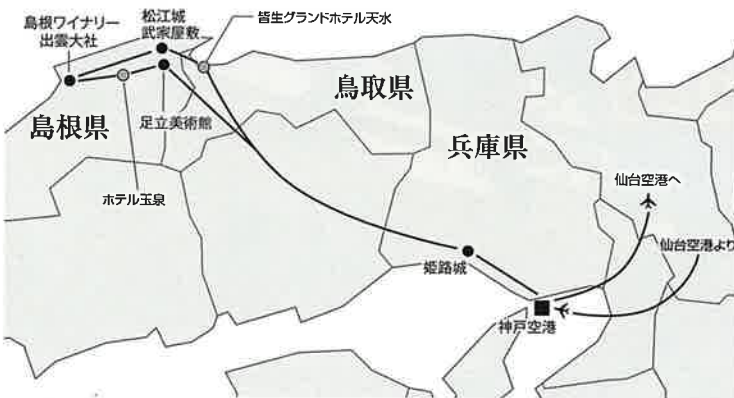 島根ワイナリー
出雲大社
松江城
武家屋敷
皆生グランドホテル天水
鳥取県
島根県
足立美術館
兵庫県
ホテル玉泉
仙台空港へ
仙台空港より
姫路城
神戸空港